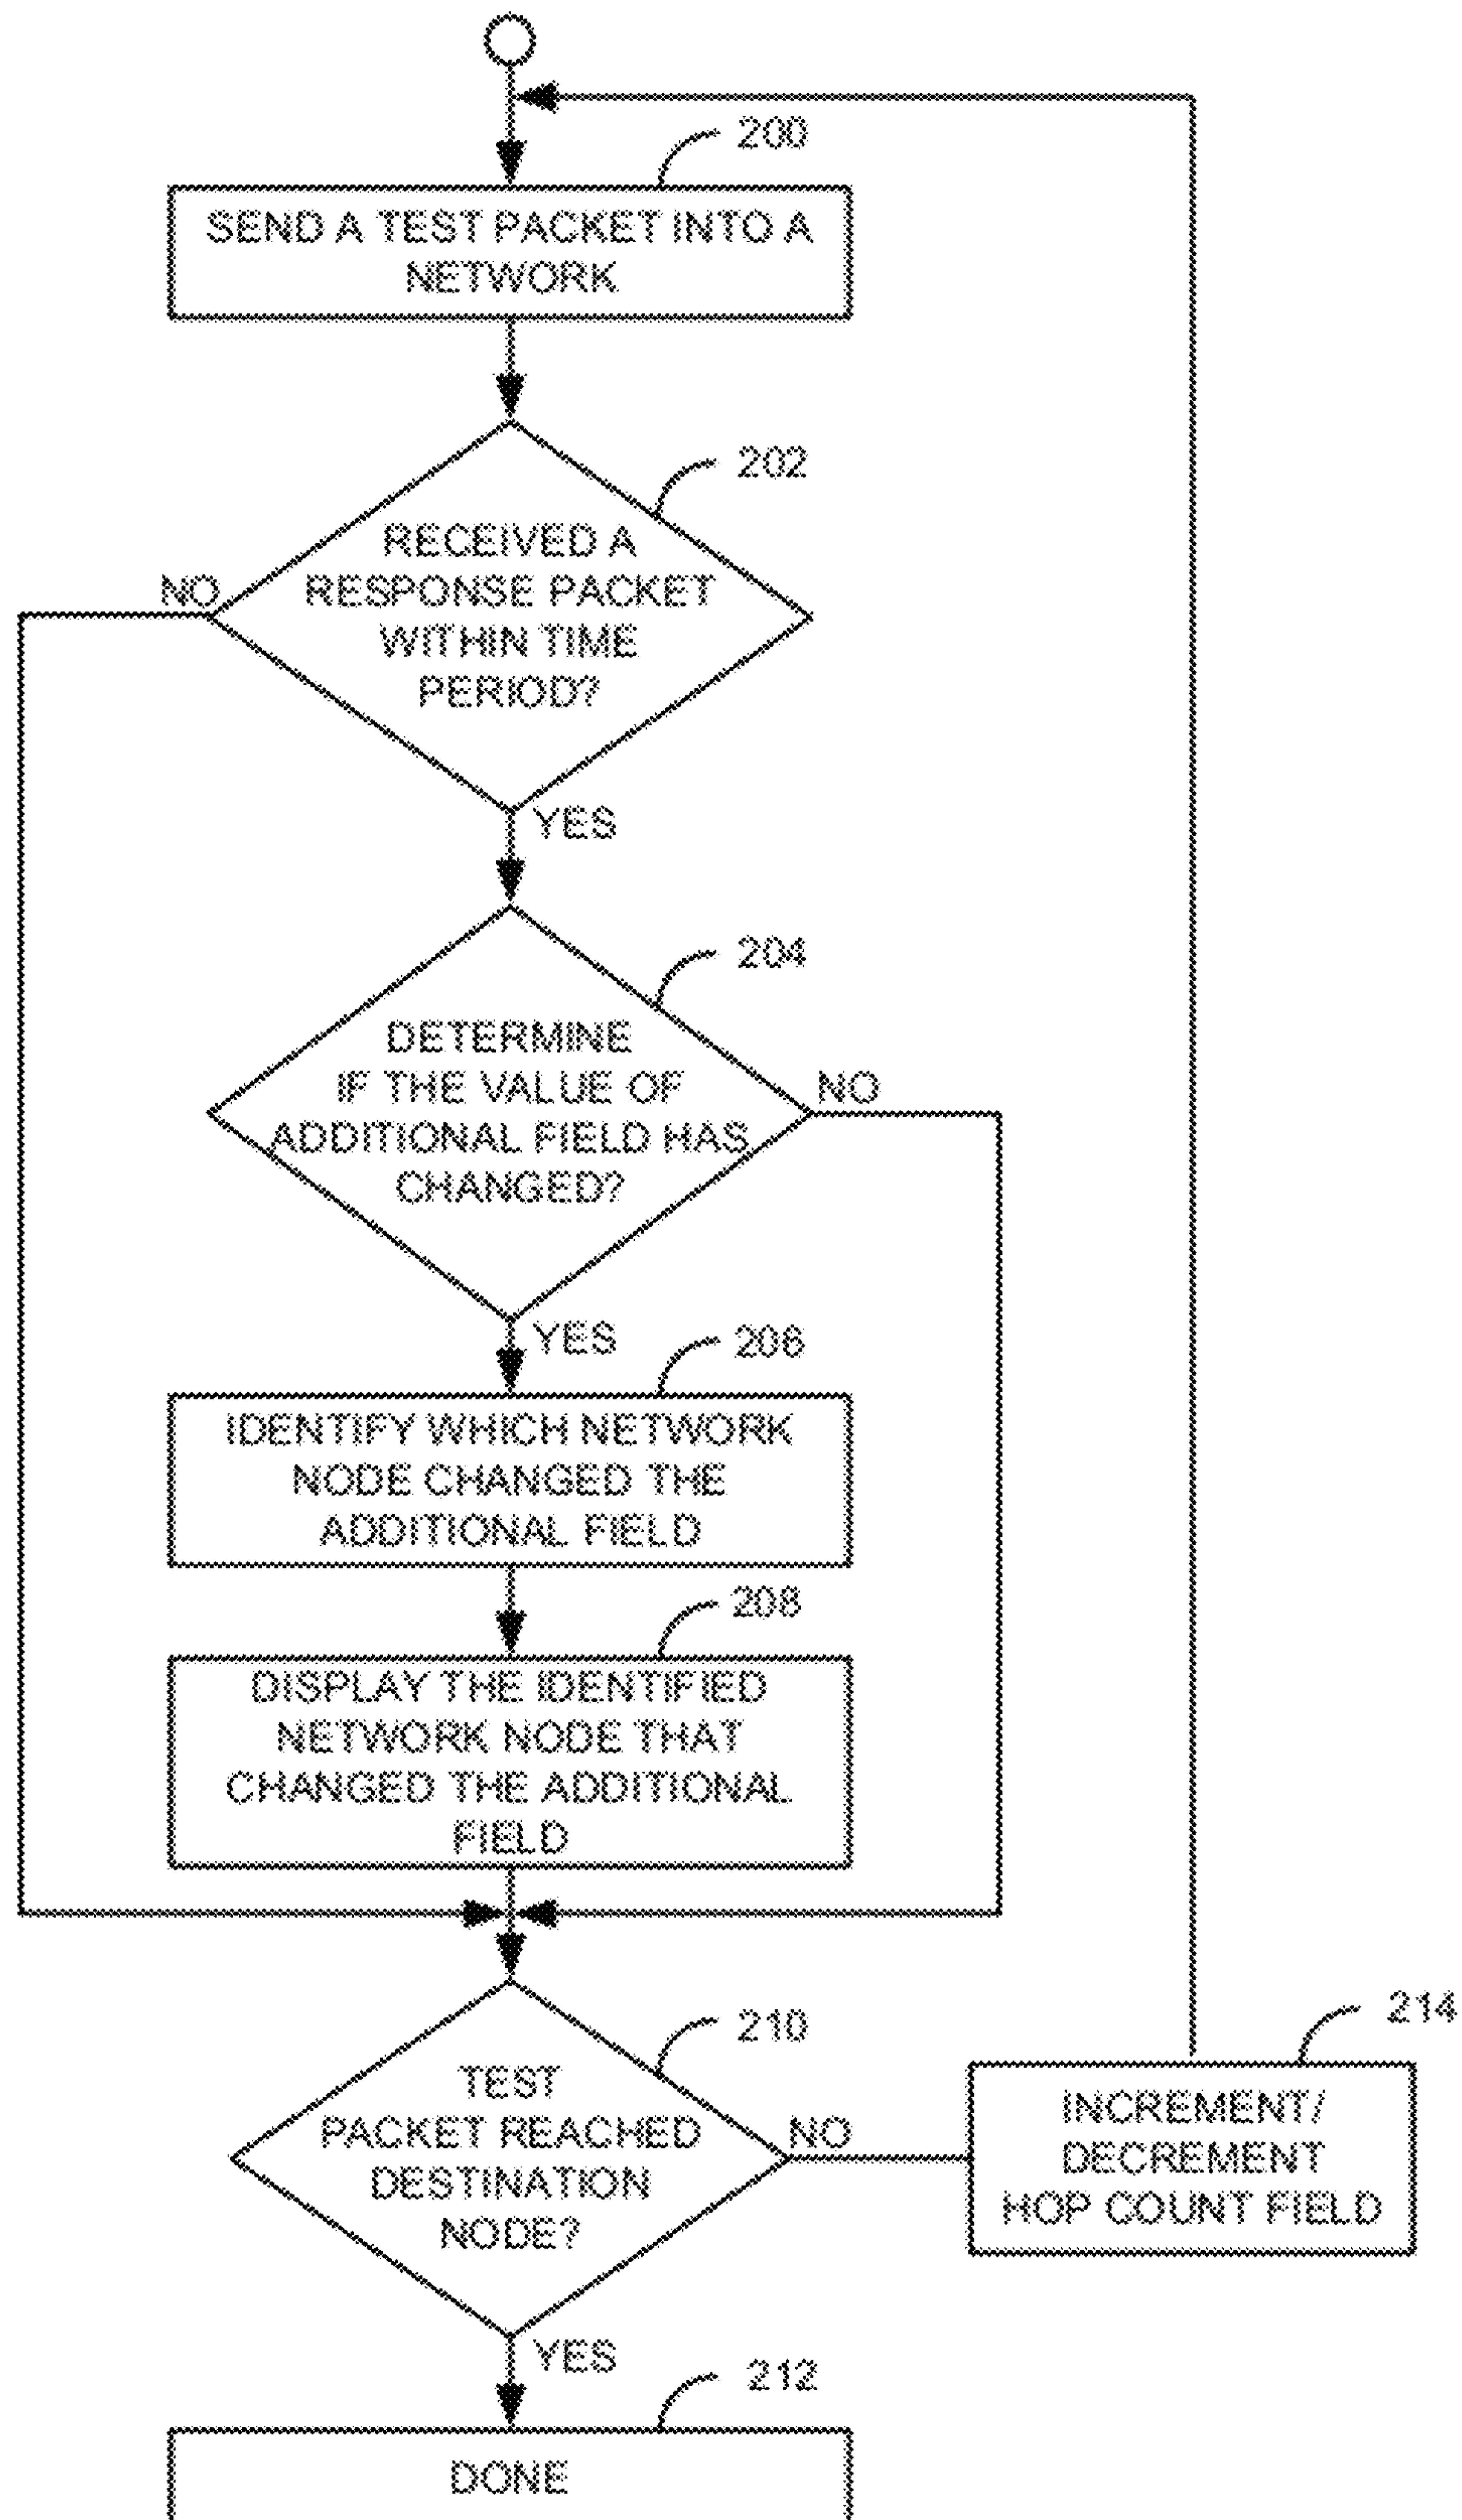 200
SEND A TEST PACKET INTO A
NETWORK
202
RECEIVED A
RESPONSE PACKET
WITHIN TIME
PERIOD?
NO
YES
204
DETERMINE
IF THE VALUE OF
ADDITIONAL FIELD HAS
CHANGED?
NO
YES
206
IDENTIFY WHICH NETWORK
NODE CHANGED THE
ADDITIONAL FIELD
208
DISPLAY THE IDENTIFIED
NETWORK NODE THAT
CHANGED THE ADDITIONAL
FIELD
210
TEST
PACKET REACHED
DESTINATION
NODE?
NO
214
INCREMENT/
DECREMENT
HOP COUNT FIELD
YES
212
DONE